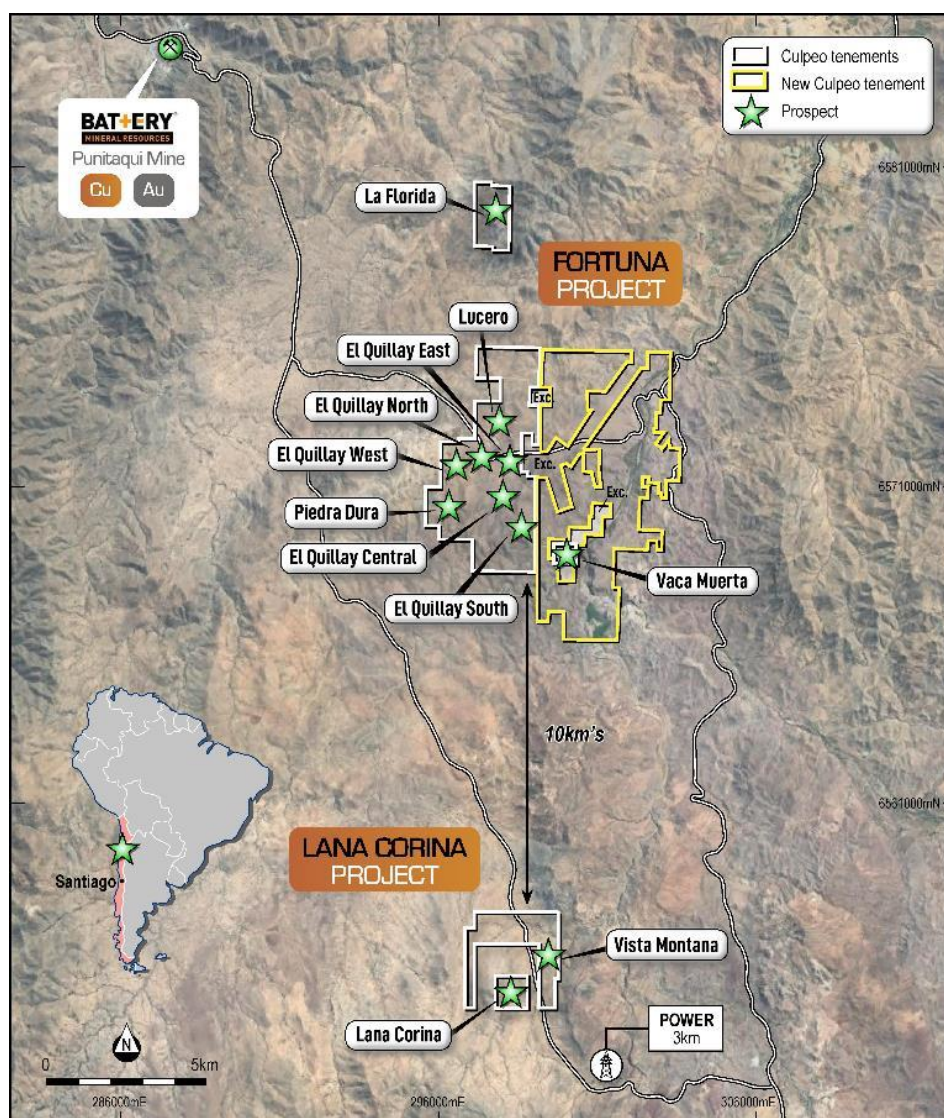 Culpeo tenements
New Culpeo tenement
Prospect
BATTERY
MINERAL RESOURCES
Punitaqui Mine
Cu Au
6581000mN
La Florida
FORTUNA
PROJECT
Lucero
El Quillay East
El Quillay North
Exc.
El Quillay West
Exc.
6571000mN
Exc.
Piedra Dura
El Quillay Central
Vaca Muerta
El Quillay South
10km's
6561000mN
LANA CORINA
PROJECT
Santiago
Vista Montana
Lana Corina
POWER
3km
N
0 5km
286000mE 296000mE 306000mE